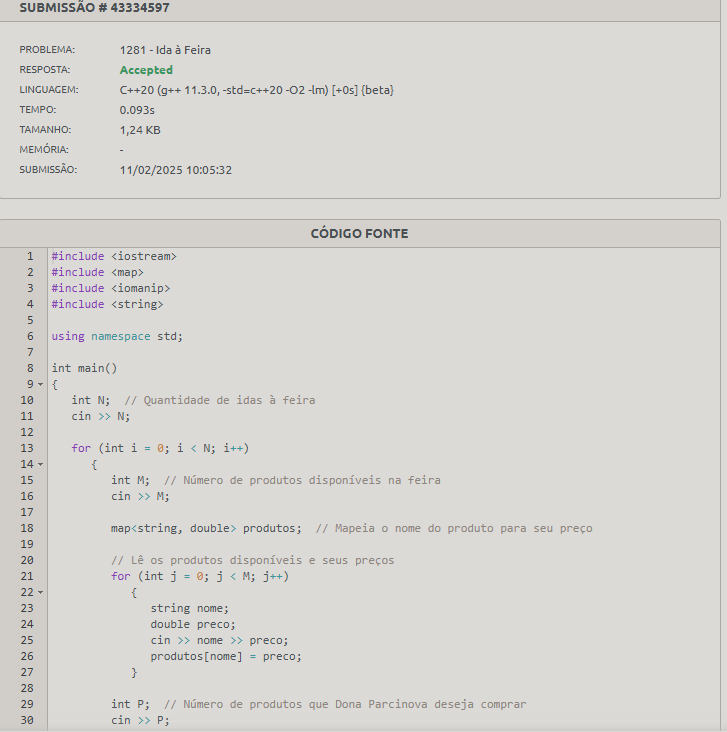 SUBMISSÃO # 43334597
PROBLEMA: 1281 - Ida à Feira
RESPOSTA: Accepted
LINGUAGEM: C++20 (g++ 11.3.0, -std=c++20 -O2 -lm) [+0s] {beta}
TEMPO: 0.093s
TAMANHO: 1,24 KB
MEMÓRIA: -
SUBMISSÃO: 11/02/2025 10:05:32
CÓDIGO FONTE
1 #include <iostream>
2 #include <map>
3 #include <iomanip>
4 #include <string>
5
6 using namespace std;
7
8 int main()
9 {
10 int N;  // Quantidade de idas à feira
11 cin >> N;
12
13 for (int i = 0; i < N; i++)
14 {
15 int M;  // Número de produtos disponíveis na feira
16 cin >> M;
17
18 map<string, double> produtos;  // Mapeia o nome do produto para seu preço
19
20 // Lê os produtos disponíveis e seus preços
21 for (int j = 0; j < M; j++)
22 {
23 string nome;
24 double preco;
25 cin >> nome >> preco;
26 produtos[nome] = preco;
27 }
28
29 int P;  // Número de produtos que Dona Parcinova deseja comprar
30 cin >> P;